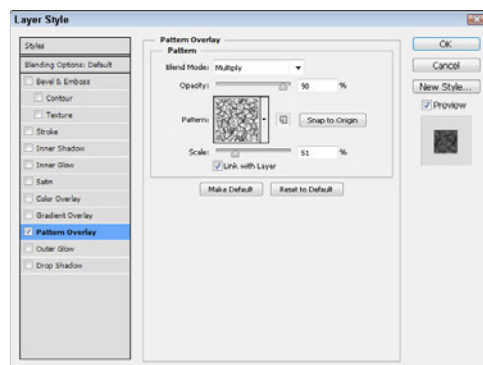 Layer Style
Styles
Blending Options: Default
Bevel & Emboss
Contour
Texture
Stroke
Inner Shadow
Inner Glow
Satin
Color Overlay
Gradient Overlay
Pattern Overlay
Outer Glow
Drop Shadow
Pattern Overlay
Pattern
Blend Mode: Multiply
Opacity: 90 %
Pattern: Snap to Origin
Scale: 51 %
Link with Layer
Make Default Reset to Default
OK
Cancel
New Style...
Preview